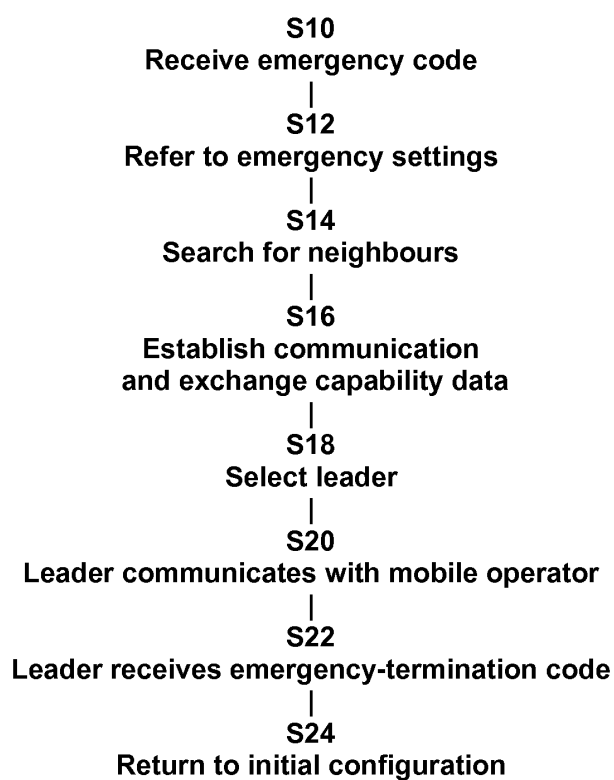 S10
Receive emergency code
S12
Refer to emergency settings
S14
Search for neighbours
S16
Establish communication
and exchange capability data
S18
Select leader
S20
Leader communicates with mobile operator
S22
Leader receives emergency-termination code
S24
Return to initial configuration